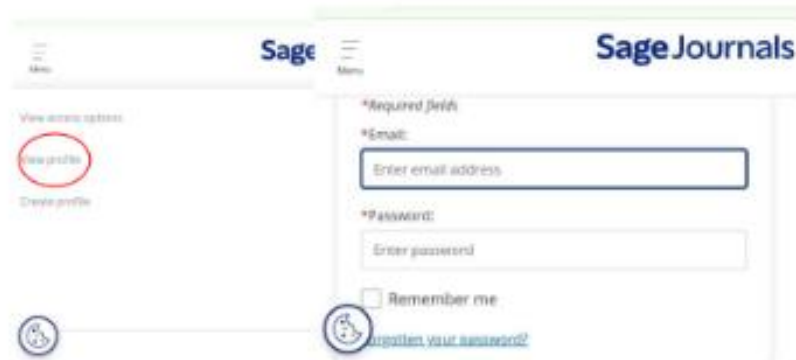 Menu
Sage
View access options
View profile
Create profile
Menu
Sage Journals
*Required fields
*Email:
Enter email address
*Password:
Enter password
Remember me
Forgotten your password?